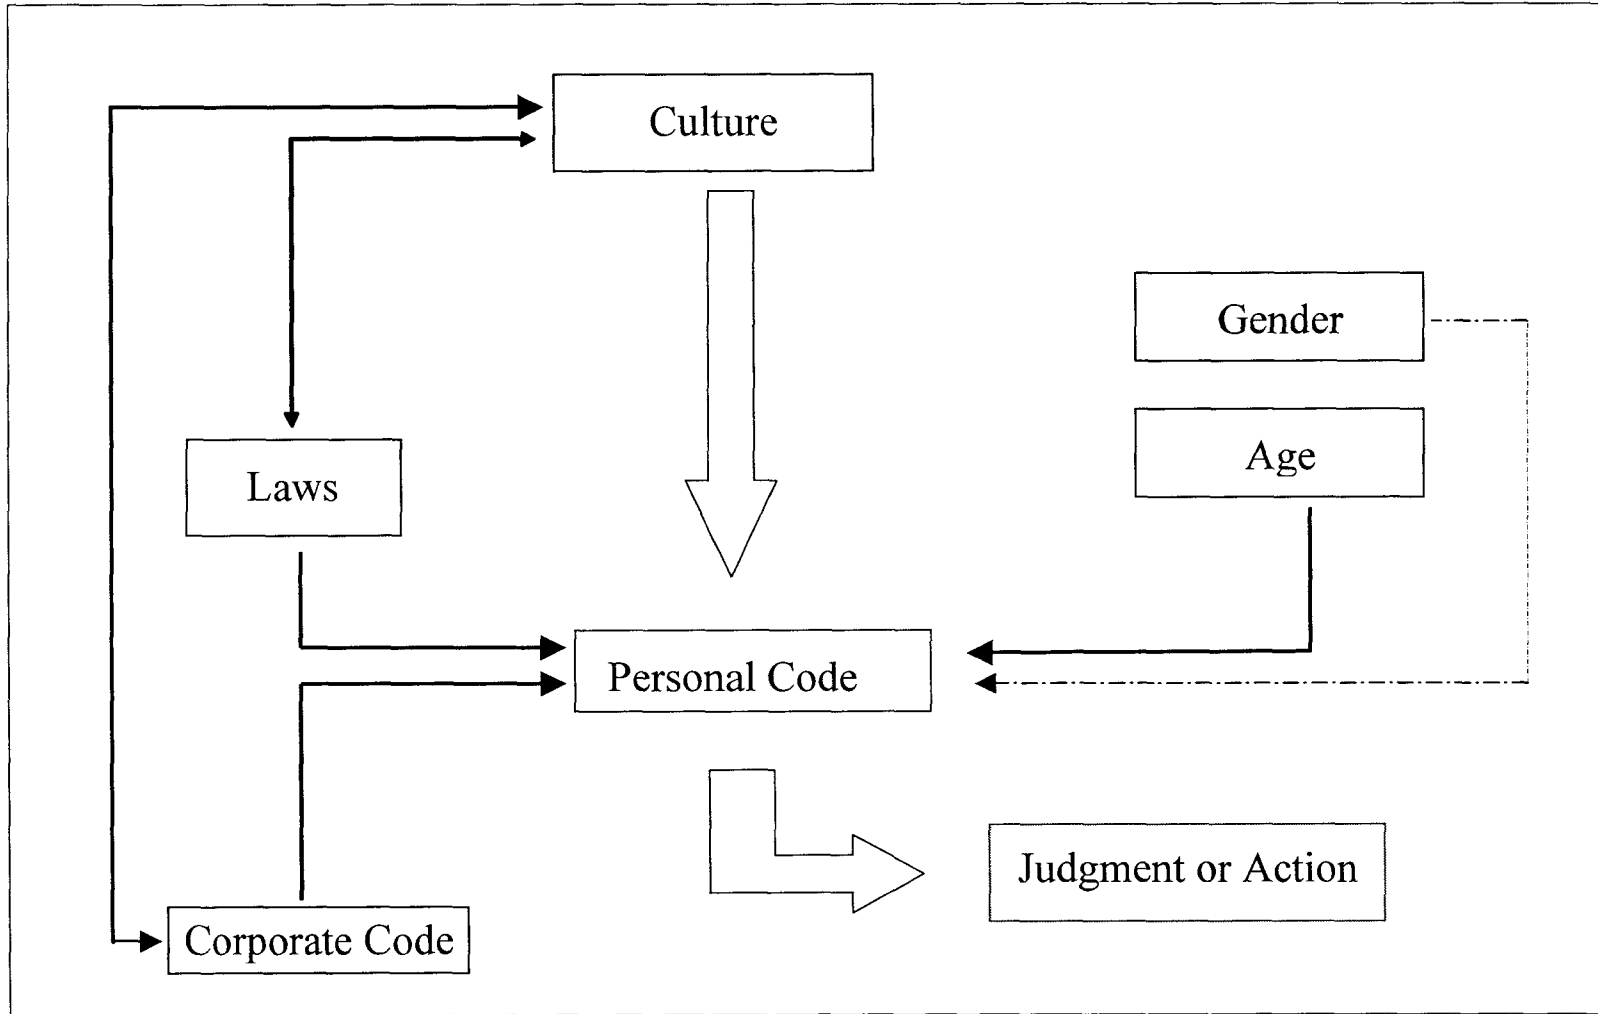 Culture
Gender
Age
Laws
Personal Code
Judgment or Action
Corporate Code